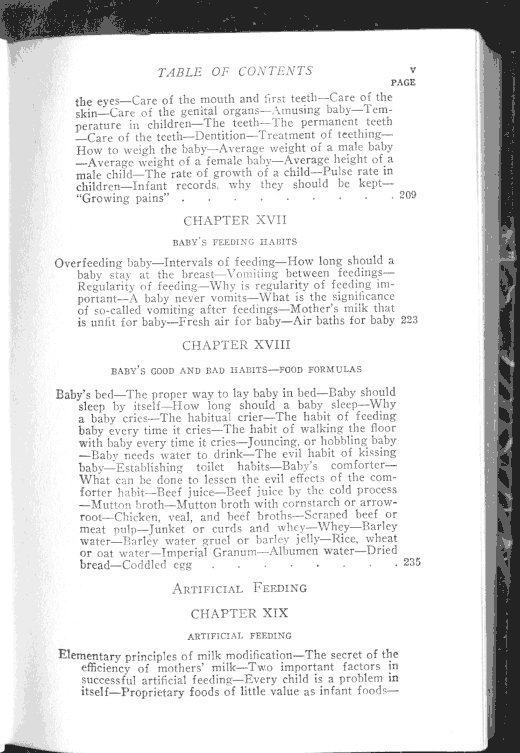 TABLE OF CONTENTS v
PAGE
the eyes—Care of the mouth and first teeth—Care of the
skin—Care of the genital organs—Amusing baby—Tem-
perature in children—The teeth—The permanent teeth
—Care of the teeth—Dentition—Treatment of teething—
How to weigh the baby—Average weight of a male baby
—Average weight of a female baby—Average height of a
male child—The rate of growth of a child—Pulse rate in
children—Infant records, why they should be kept—
“Growing pains” . . . . . . . . . . 209
CHAPTER XVII
BABY'S FEEDING HABITS
Overfeeding baby—Intervals of feeding—How long should a
baby stay at the breast—Vomiting between feedings—
Regularity of feeding—Why is regularity of feeding im-
portant—A baby never vomits—What is the significance
of so-called vomiting after feedings—Mother's milk that
is unfit for baby—Fresh air for baby—Air baths for baby 223
CHAPTER XVIII
BABY'S GOOD AND BAD HABITS—FOOD FORMULAS
Baby's bed—The proper way to lay baby in bed—Baby should
sleep by itself—How long should a baby sleep—Why
a baby cries—The habitual crier—The habit of feeding
baby every time it cries—The habit of walking the floor
with baby every time it cries—Jouncing, or hobbling baby
—Baby needs water to drink—The evil habit of kissing
baby—Establishing toilet habits—Baby's comforter—
What can be done to lessen the evil effects of the com-
forter habit—Beef juice—Beef juice by the cold process
—Mutton broth—Mutton broth with cornstarch or arrow-
root—Chicken, veal, and beef broths—Scraped beef or
meat pulp—Junket or curds and whey—Whey—Barley
water—Barley water gruel or barley jelly—Rice, wheat
or oat water—Imperial Granum—Albumen water—Dried
bread—Coddled egg . . . . . . . . 235
ARTIFICIAL FEEDING
CHAPTER XIX
ARTIFICIAL FEEDING
Elementary principles of milk modification—The secret of the
efficiency of mothers' milk—Two important factors in
successful artificial feeding—Every child is a problem in
itself—Proprietary foods of little value as infant foods—